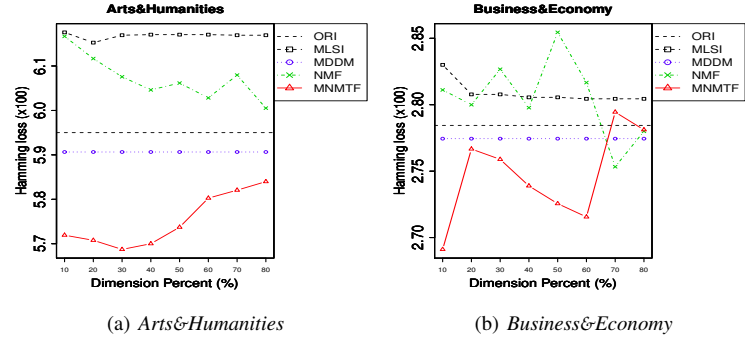 Arts&Humanities
Hamming loss (x100)
6.1
6.0
5.9
5.8
5.7
10 20 30 40 50 60 70 80
Dimension Percent (%)
ORI
MLSI
MDDM
NMF
MNMTF
(a) Arts&Humanities
Business&Economy
Hamming loss (x100)
2.85
2.80
2.75
2.70
10 20 30 40 50 60 70 80
Dimension Percent (%)
ORI
MLSI
MDDM
NMF
MNMTF
(b) Business&Economy